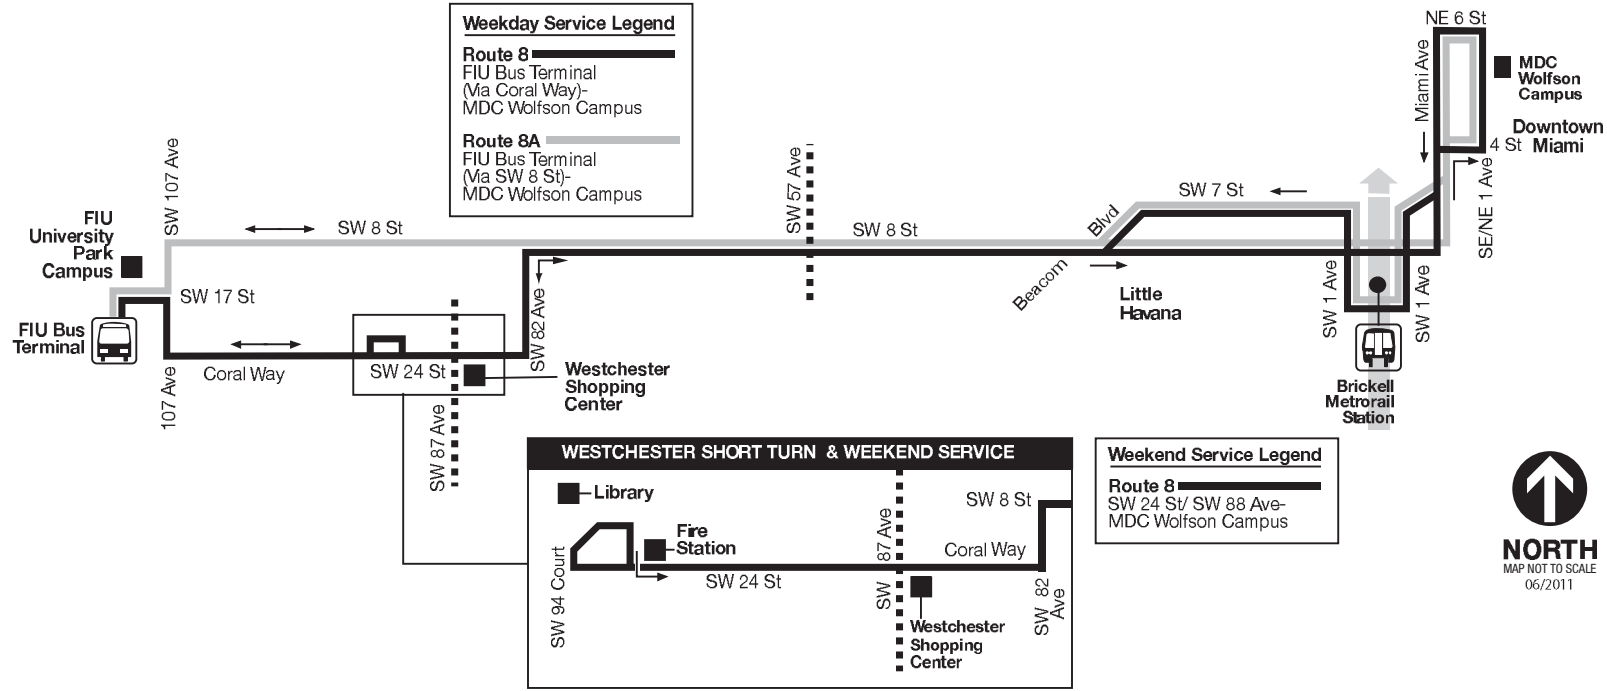 Weekday Service Legend
Route 8
FIU Bus Terminal
(Via Coral Way)-
MDC Wolfson Campus
Route 8A
FIU Bus Terminal
(Via SW 8 St)-
MDC Wolfson Campus
NE 6 St
Miami Ave
MDC
Wolfson
Campus
Downtown
Miami
4 St
SE/NE 1 Ave
SW 107 Ave
FIU
University
Park
Campus
SW 8 St
SW 57 Ave
SW 8 St
Blvd
SW 7 St
Beacom
Little
Havana
SW 1 Ave
SW 1 Ave
SW 17 St
FIU Bus
Terminal
107 Ave
Coral Way
SW 24 St
SW 87 Ave
SW 82 Ave
Westchester
Shopping
Center
Brickell
Metrorail
Station
WESTCHESTER SHORT TURN & WEEKEND SERVICE
Library
Fire
Station
SW 94 Court
SW 24 St
SW 87 Ave
Coral Way
SW 8 St
SW 82
Ave
Westchester
Shopping
Center
Weekend Service Legend
Route 8
SW 24 St/ SW 88 Ave-
MDC Wolfson Campus
NORTH
MAP NOT TO SCALE
06/2011